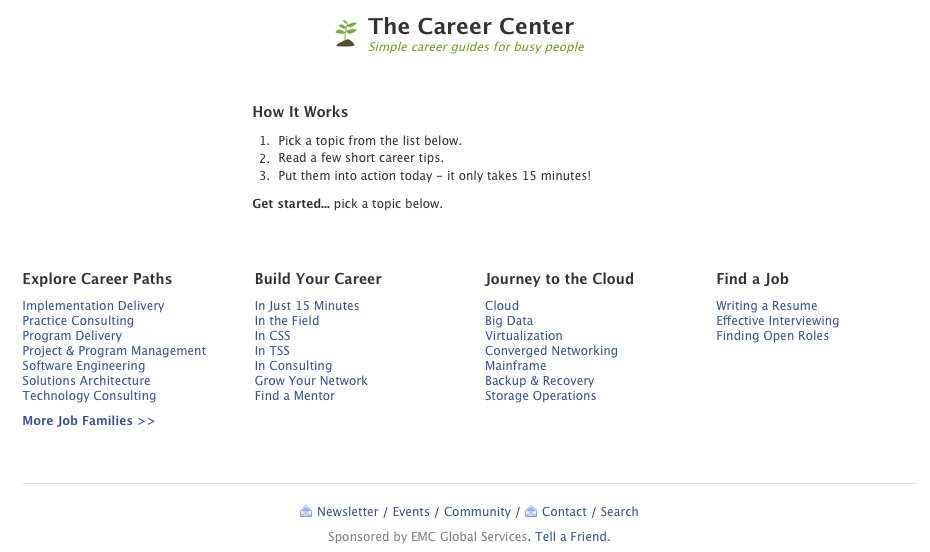 The Career Center
Simple career guides for busy people
How It Works
1. Pick a topic from the list below.
2. Read a few short career tips.
3. Put them into action today – it only takes 15 minutes!
Get started... pick a topic below.
Explore Career Paths
Implementation Delivery
Practice Consulting
Program Delivery
Project & Program Management
Software Engineering
Solutions Architecture
Technology Consulting
More Job Families >>
Build Your Career
In Just 15 Minutes
In the Field
In CSS
In TSS
In Consulting
Grow Your Network
Find a Mentor
Journey to the Cloud
Cloud
Big Data
Virtualization
Converged Networking
Mainframe
Backup & Recovery
Storage Operations
Find a Job
Writing a Resume
Effective Interviewing
Finding Open Roles
Newsletter / Events / Community / Contact / Search
Sponsored by EMC Global Services. Tell a Friend.